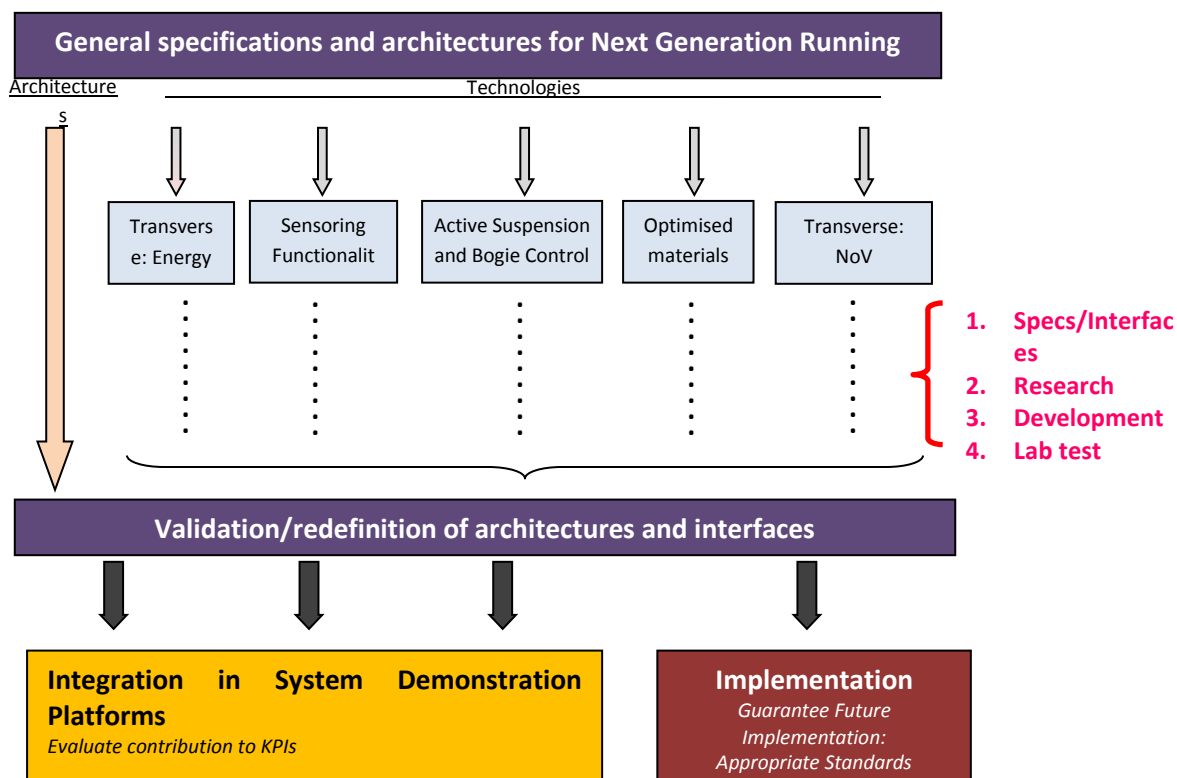 General specifications and architectures for Next Generation Running
Architecture
s
Technologies
Transvers
e: Energy
Sensoring
Functionalit
Active Suspension
and Bogie Control
Optimised
materials
Transverse:
NoV
1. Specs/Interfac
es
2. Research
3. Development
4. Lab test
Validation/redefinition of architectures and interfaces
Integration in System Demonstration
Platforms
Evaluate contribution to KPIs
Implementation
Guarantee Future
Implementation:
Appropriate Standards